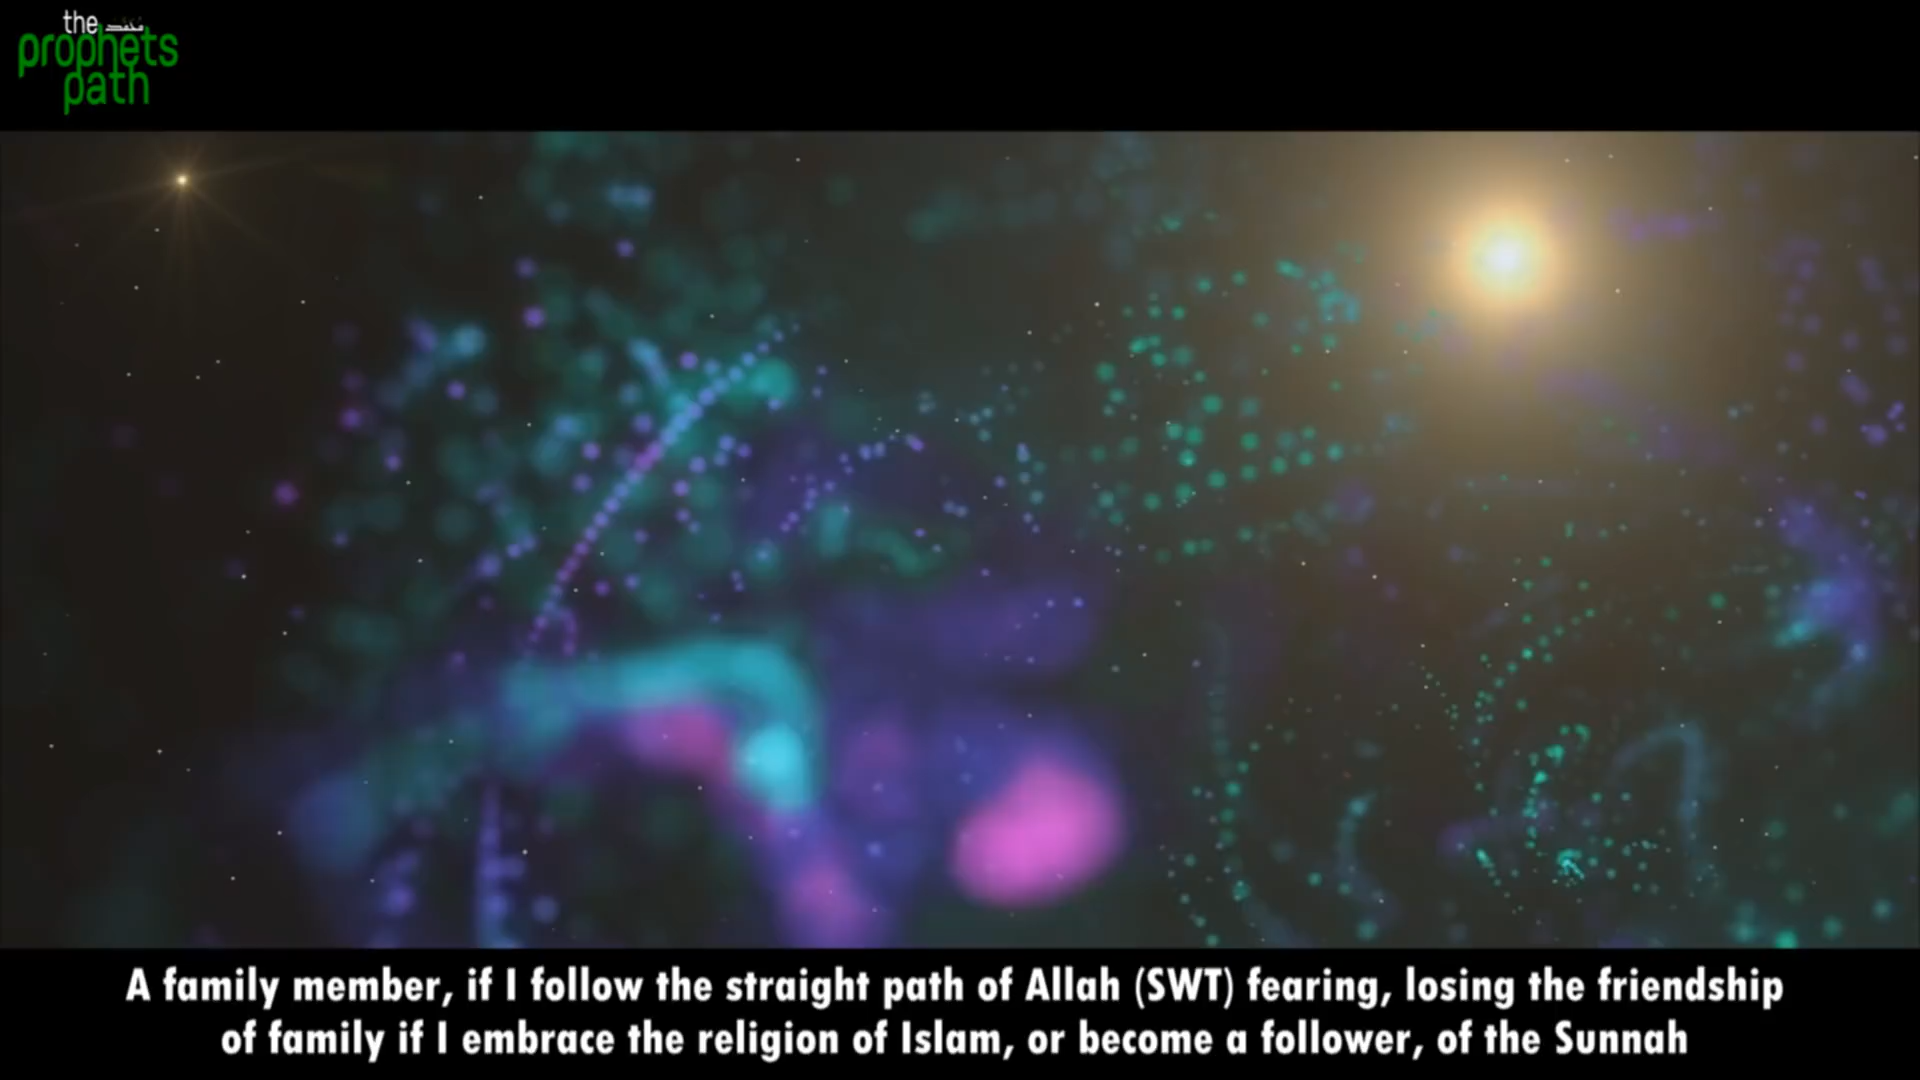 the
prophets
path
A family member, if I follow the straight path of Allah (SWT) fearing, losing the friendship
of family if I embrace the religion of Islam, or become a follower, of the Sunnah